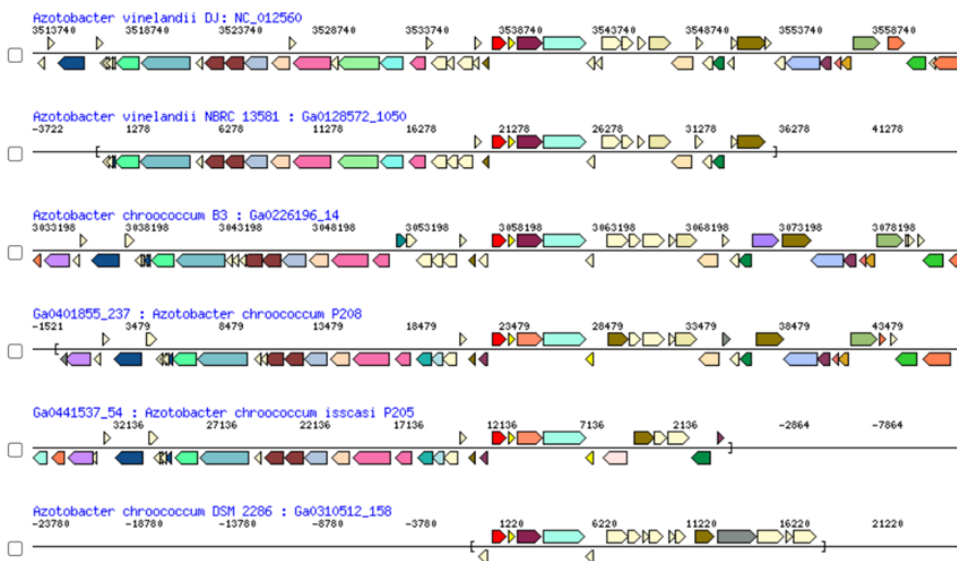 Azotobacter vinelandii DJ: NC_012560
3513740 3518740 3523740 3528740 3533740 3538740 3543740 3548740 3553740 3558740
Azotobacter vinelandii NBRC 13581 : Ga0128572_1050
-3722 1278 6278 11278 16278 21278 26278 31278 36278 41278
Azotobacter chroococcum B3 : Ga0226196_14
3033198 3038198 3043198 3048198 3053198 3058198 3063198 3068198 3073198 3078198
Ga0401855_237 : Azotobacter chroococcum P208
-1521 3479 8479 13479 18479 23479 28479 33479 38479 43479
Ga0441537_54 : Azotobacter chroococcum isscasi P205
32136 27136 22136 17136 12136 7136 2136 -2864 -7864
Azotobacter chroococcum DSM 2286 : Ga0310512_158
-23780 -18780 -13780 -8780 -3780 1220 6220 11220 16220 21220